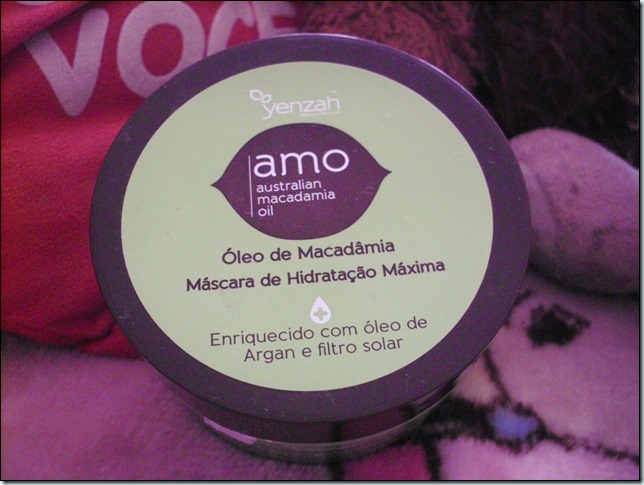 VOCÊ
yenzah
amo
australian
macadamia
oil
Óleo de Macadâmia
Máscara de Hidratação Máxima
Enriquecido com óleo de
Argan e filtro solar